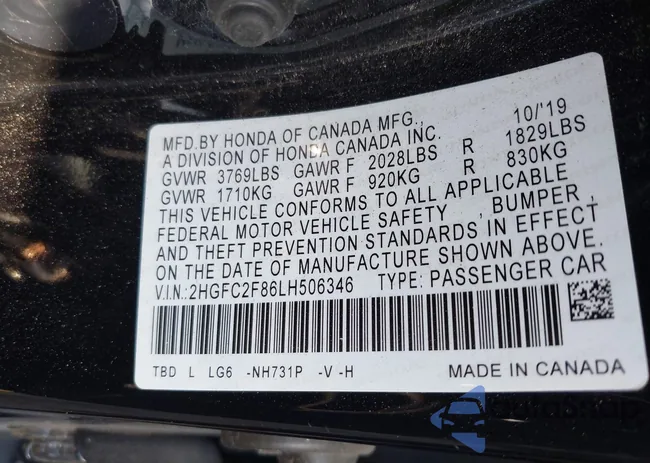 MFD.BY HONDA OF CANADA MFG., 10/'19
A DIVISION OF HONDA CANADA INC.
GVWR 3769LBS GAWR F 2028LBS R 1829LBS
GVWR 1710KG GAWR F 920KG R 830KG
THIS VEHICLE CONFORMS TO ALL APPLICABLE
FEDERAL MOTOR VEHICLE SAFETY , BUMPER ,
AND THEFT PREVENTION STANDARDS IN EFFECT
ON THE DATE OF MANUFACTURE SHOWN ABOVE.
V.I.N.:2HGFC2F86LH506346 TYPE: PASSENGER CAR
TBD L LG6 -NH731P -V -H MADE IN CANADA